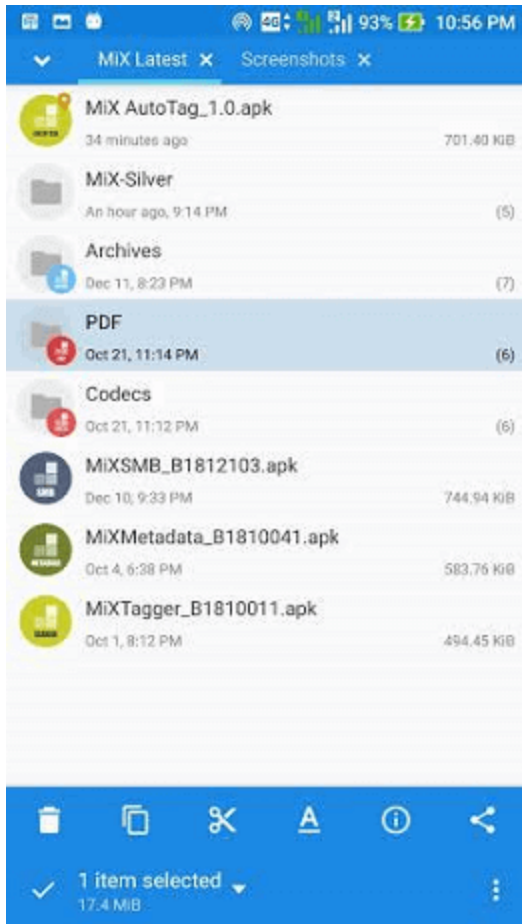 4G 93% 10:56 PM
MiX Latest × Screenshots ×
MiX AutoTag_1.0.apk
34 minutes ago 701.40 KiB
MiX-Silver
An hour ago, 9:14 PM (5)
Archives
Dec 11, 8:23 PM (7)
PDF
Oct 21, 11:14 PM (6)
Codecs
Oct 21, 11:12 PM (6)
SMB
MiXSMB_B1812103.apk
Dec 10, 9:33 PM 744.94 KiB
MiXMetadata_B1810041.apk
Oct 4, 6:38 PM 583.76 KiB
MiXTagger_B1810011.apk
Oct 1, 8:12 PM 494.45 KiB
A
1 item selected
17.4 MiB